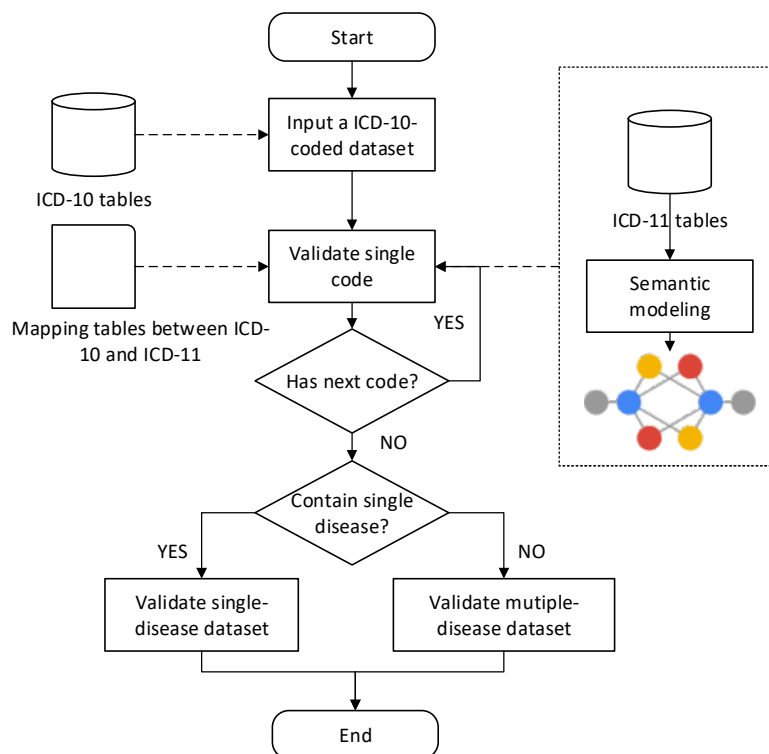 Start
Input a ICD-10-
coded dataset
ICD-10 tables
ICD-11 tables
Validate single
code
Semantic
modeling
Mapping tables between ICD-
10 and ICD-11
YES
Has next code?
NO
Contain single
disease?
YES
NO
Validate single-
disease dataset
Validate mutiple-
disease dataset
End